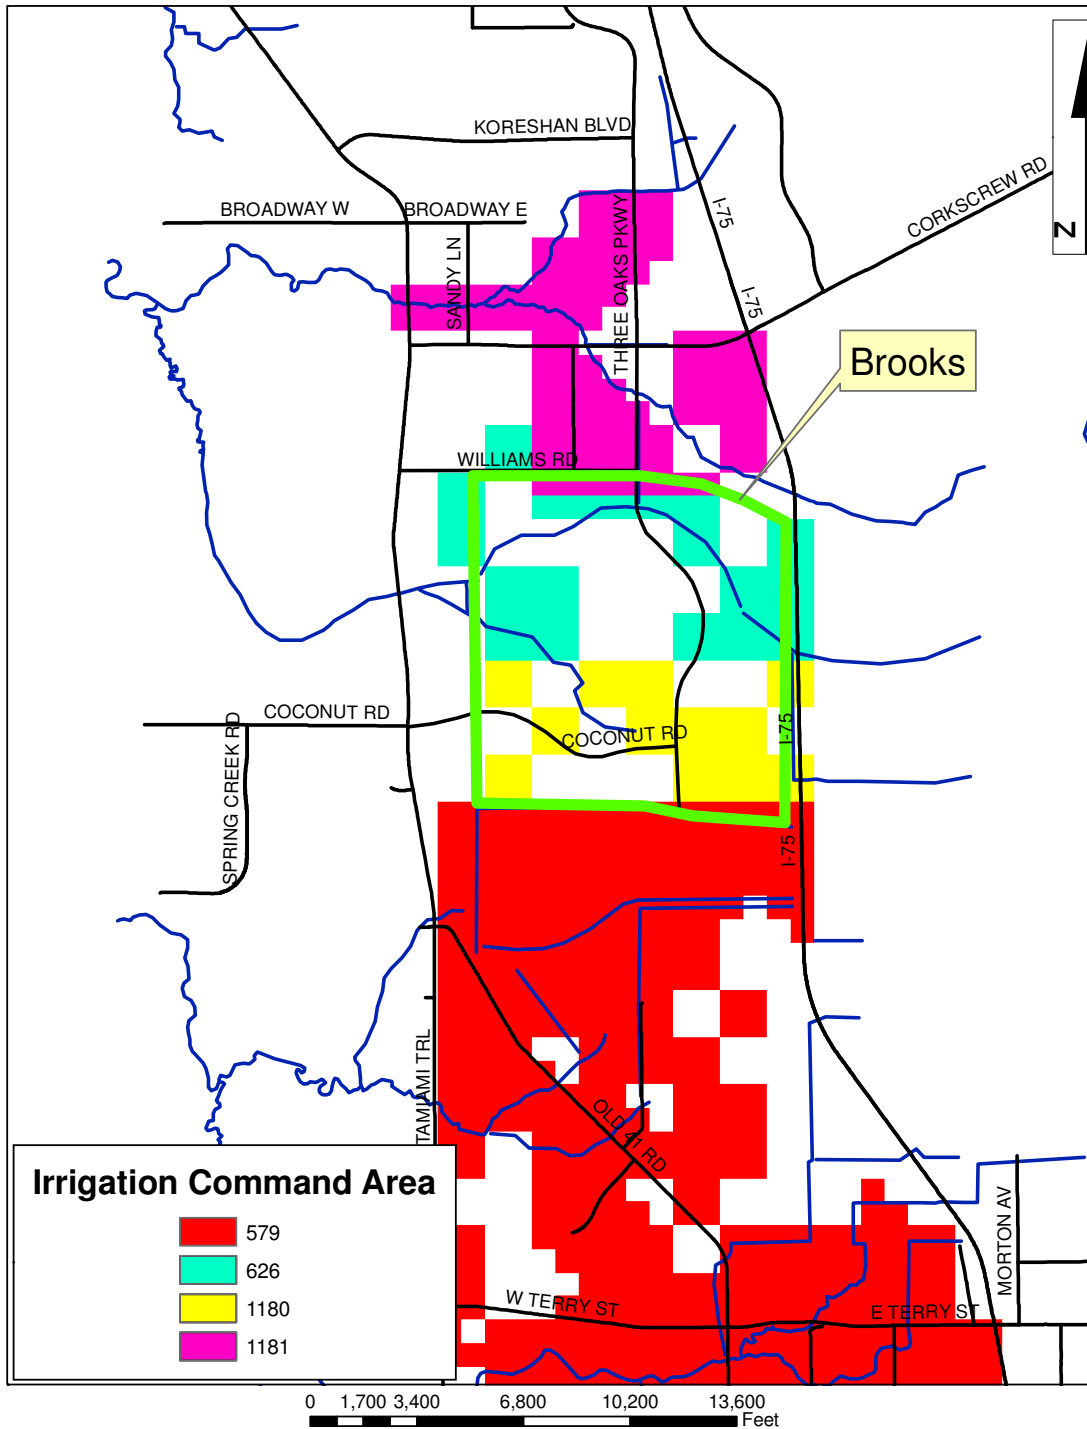 KORESHAN BLVD
CORKSCREW RD
BROADWAY W
BROADWAY E
I-75
THREE OAKS PKWY
SANDY LN
I-75
N
Brooks
WILLIAMS RD
COCONUT RD
COCONUT RD
I-75
SPRING CREEK RD
I-75
TAMIAMI TRL
OLD 41 RD
MORTON AV
W TERRY ST
E TERRY ST
Irrigation Command Area
579
626
1180
1181
0 1,700 3,400 6,800 10,200 13,600
Feet